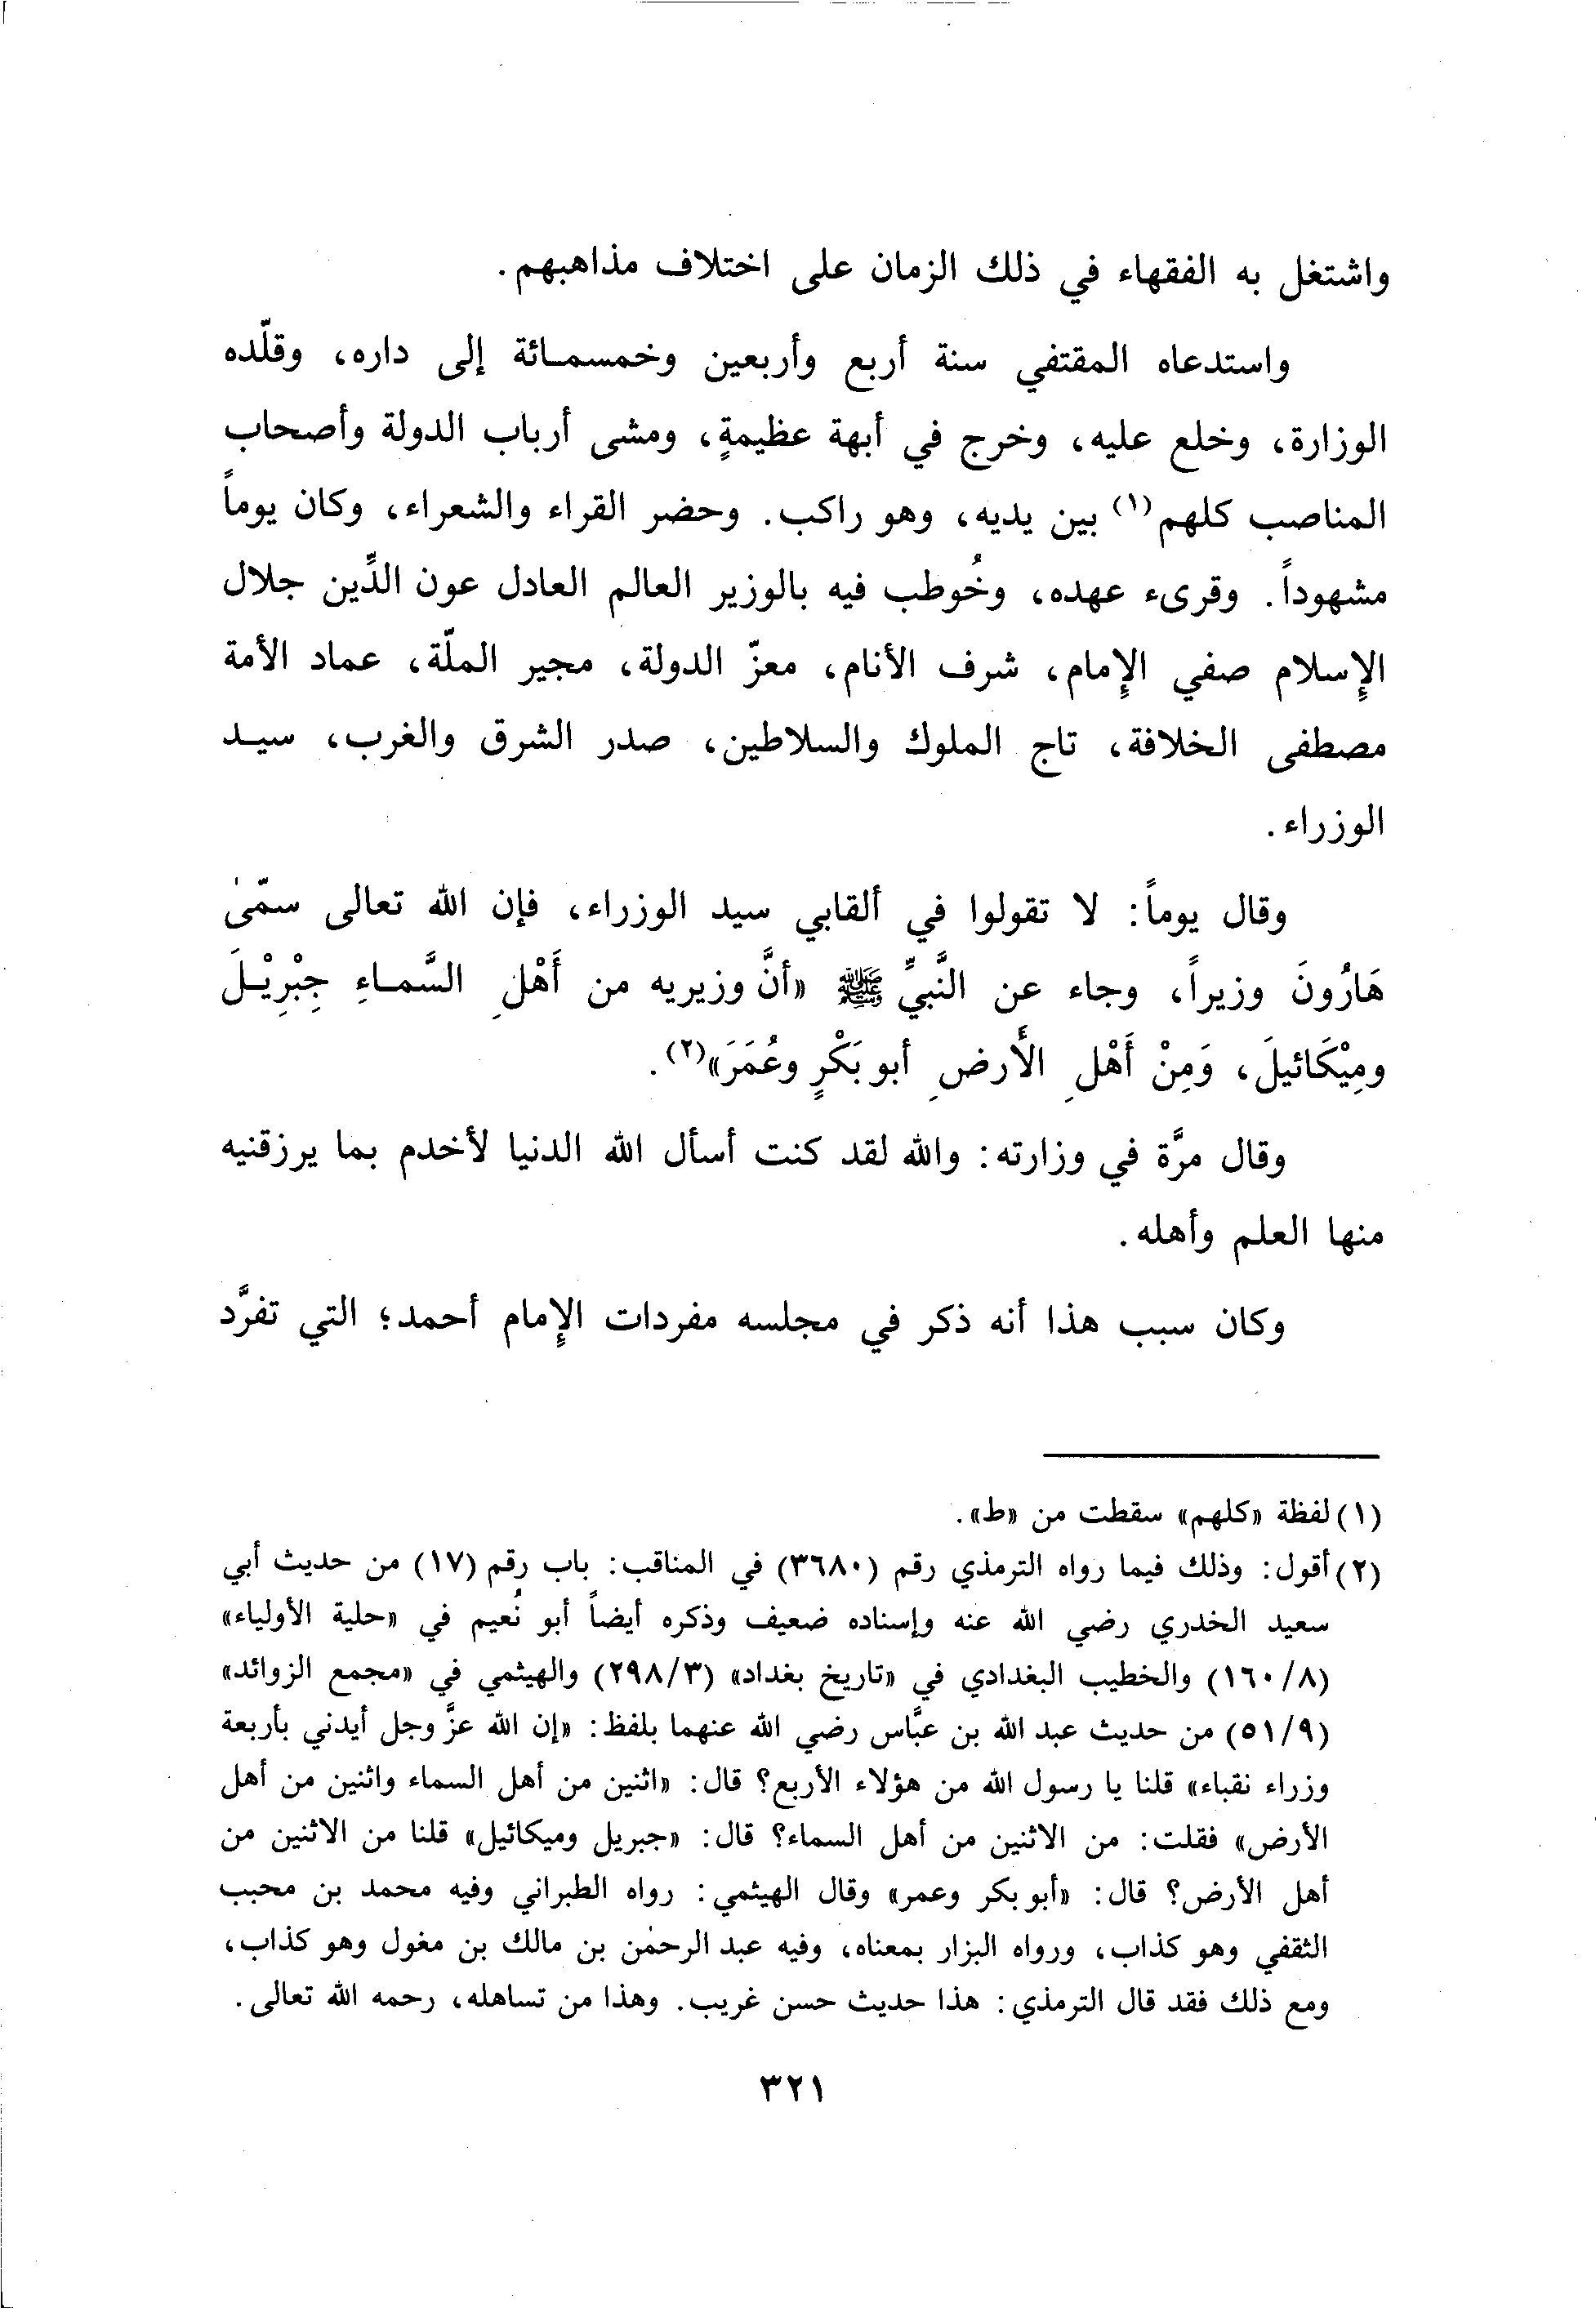 واشتغل به الفقهاء في ذلك الزمان على اختلاف مذاهبهم.
واستدعاه المقتفي سنة أربع وأربعين وخمسمـائة إلى داره، وقلّده
الوزارة، وخلع عليه، وخرج في أبهة عظيمةٍ، ومشى أرباب الدولة وأصحاب
المناصب كلهم(١) بين يديه، وهو راكب. وحضر القراء والشعراء، وكان يوماً
مشهوداً. وقرىء عهده، وخُوطب فيه بالوزير العالم العادل عون الدِّين جلال
الإسلام صفي الإمام، شرف الأنام، معزّ الدولة، مجير الملّة، عماد الأمة
مصطفى الخلافة، تاج الملوك والسلاطين، صدر الشرق والغرب، سيـد
الوزراء.
وقال يوماً: لا تقولوا في ألقابي سيد الوزراء، فإن الله تعالى سمّىٰ
هَارُونَ وزيراً، وجاء عن النَّبيِّ ﷺ «أنَّ وزيريه من أَهْلِ السَّمـاءِ جِبْرِيْـلَ
ومِيْكَائيلَ، وَمِنْ أَهْلِ الأَرضِ أبو بَكْرٍ وعُمَرَ»(٢).
وقال مرَّة في وزارته: والله لقد كنت أسأل الله الدنيا لأخدم بما يرزقنيه
منها العلم وأهله.
وكان سبب هذا أنه ذكر في مجلسه مفردات الإمام أحمد؛ التي تفرَّد
(١) لفظة «كلهم» سقطت من «ط».
(٢) أقول: وذلك فيما رواه الترمذي رقم (٣٦٨٠) في المناقب: باب رقم (١٧) من حديث أبي
سعيد الخدري رضي الله عنه وإسناده ضعيف وذكره أيضاً أبو نُعيم في «حلية الأولياء»
(٨/١٦٠) والخطيب البغدادي في «تاريخ بغداد» (٣/٢٩٨) والهيثمي في «مجمع الزوائد»
(٩/٥١) من حديث عبد الله بن عبَّاس رضي الله عنهما بلفظ: «إن الله عزَّ وجل أيدني بأربعة
وزراء نقباء» قلنا يا رسول الله من هؤلاء الأربع؟ قال: «اثنين من أهل السماء واثنين من أهل
الأرض» فقلت: من الاثنين من أهل السماء؟ قال: «جبريل وميكائيل» قلنا من الاثنين من
أهل الأرض؟ قال: «أبو بكر وعمر» وقال الهيثمي: رواه الطبراني وفيه محمد بن محبب
الثقفي وهو كذاب، ورواه البزار بمعناه، وفيه عبد الرحمٰن بن مالك بن مغول وهو كذاب،
ومع ذلك فقد قال الترمذي: هذا حديث حسن غريب. وهذا من تساهله، رحمه الله تعالى.
٣٢١